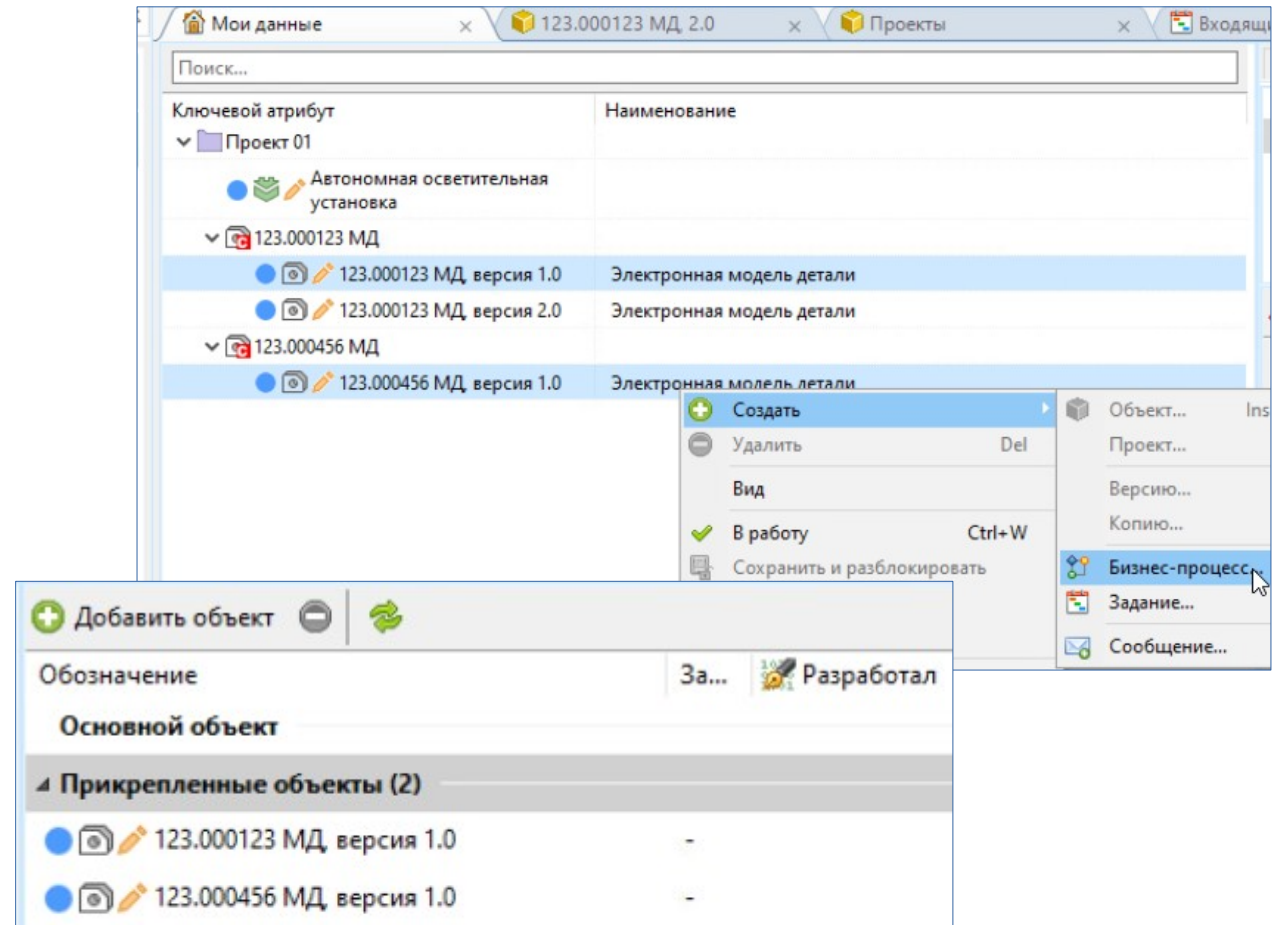 Мои данные
123.000123 МД, 2.0
Проекты
Входящи
Поиск...
Ключевой атрибут
Наименование
Проект 01
Автономная осветительная
установка
123.000123 МД
123.000123 МД, версия 1.0
Электронная модель детали
123.000123 МД, версия 2.0
Электронная модель детали
123.000456 МД
123.000456 МД, версия 1.0
Электронная модель детали
Создать
Объект... Ins
Удалить Del
Проект...
Вид
Версию...
Копию...
В работу Ctrl+W
Бизнес-процесс...
Сохранить и разблокировать
Задание...
Сообщение...
Добавить объект
Обозначение
За...
Разработал
Основной объект
Прикрепленные объекты (2)
123.000123 МД, версия 1.0 -
123.000456 МД, версия 1.0 -